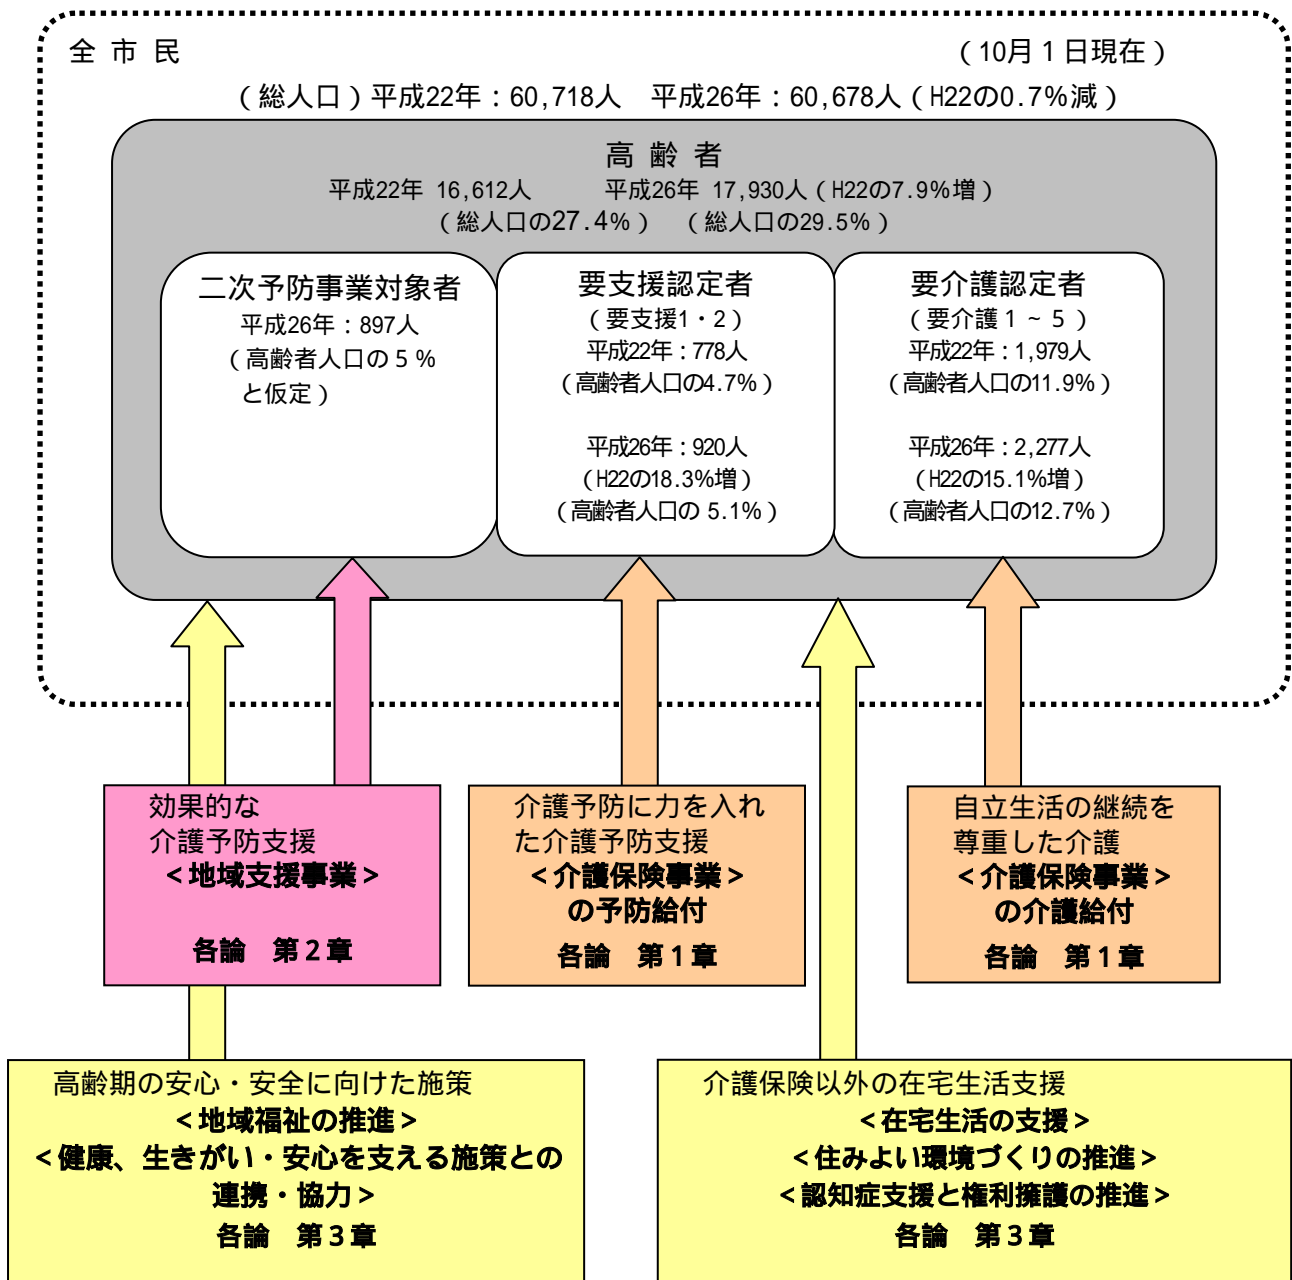 全 市 民　（10月１日現在）
（総人口）平成22年：60,718人　平成26年：60,678人（H22の0.7%減）
高 齢 者
平成22年 16,612人　平成26年 17,930人（H22の7.9%増）
（総人口の27.4%）　（総人口の29.5%）
二次予防事業対象者
平成26年：897人
（高齢者人口の５％
と仮定）
要支援認定者
（要支援1・2）
平成22年：778人
（高齢者人口の4.7%）
平成26年：920人
（H22の18.3%増）
（高齢者人口の 5.1%）
要介護認定者
（要介護１～５）
平成22年：1,979人
（高齢者人口の11.9%）
平成26年：2,277人
（H22の15.1%増）
（高齢者人口の12.7%）
効果的な
介護予防支援
<地域支援事業>
各論　第２章
介護予防に力を入れ
た介護予防支援
<介護保険事業>
の予防給付
各論　第１章
自立生活の継続を
尊重した介護
<介護保険事業>
の介護給付
各論　第１章
高齢期の安心・安全に向けた施策
<地域福祉の推進>
<健康、生きがい・安心を支える施策との
連携・協力>
各論　第３章
介護保険以外の在宅生活支援
<在宅生活の支援>
<住みよい環境づくりの推進>
<認知症支援と権利擁護の推進>
各論　第３章